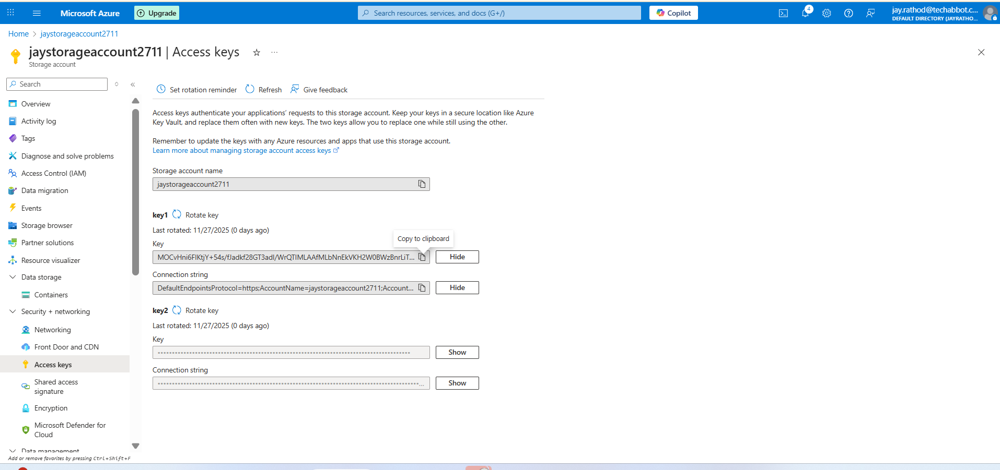 Microsoft Azure
Upgrade
Search resources, services, and docs (G+/)
Copilot
4
jay.rathod@techabbot.c...
DEFAULT DIRECTORY (JAYRATHO...
Home > jaystorageaccount2711
jaystorageaccount2711 | Access keys
Storage account
Search
Overview
Activity log
Tags
Diagnose and solve problems
Access Control (IAM)
Data migration
Events
Storage browser
Partner solutions
Resource visualizer
Data storage
Containers
Security + networking
Networking
Front Door and CDN
Access keys
Shared access
signature
Encryption
Microsoft Defender for
Cloud
Data management
Add or remove favorites by pressing Ctrl+Shift+F
Set rotation reminder
Refresh
Give feedback
Access keys authenticate your applications' requests to this storage account. Keep your keys in a secure location like Azure
Key Vault, and replace them often with new keys. The two keys allow you to replace one while still using the other.
Remember to update the keys with any Azure resources and apps that use this storage account.
Learn more about managing storage account access keys
Storage account name
jaystorageaccount2711
key1
Rotate key
Last rotated: 11/27/2025 (0 days ago)
Copy to clipboard
Key
Hide
Connection string
DefaultEndpointsProtocol=https;AccountName=jaystorageaccount2711;Account...
Hide
key2
Rotate key
Last rotated: 11/27/2025 (0 days ago)
Key
Show
Connection string
Show